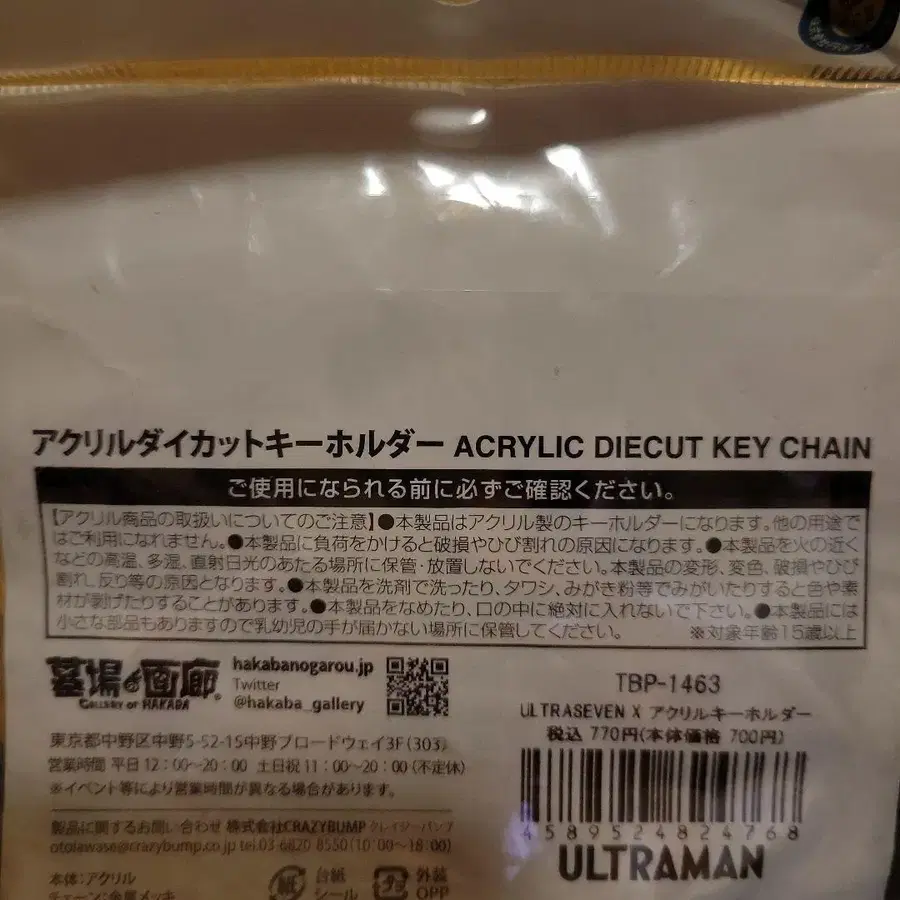 アクリルダイカットキーホルダー ACRYLIC DIECUT KEY CHAIN
ご使用になられる前に必ずご確認ください。
【アクリル商品の取扱いについてのご注意】●本製品はアクリル製のキーホルダーになります。他の用途で
はご利用になれません。●本製品に負荷をかけると破損やひび割れの原因になります。●本製品を火の近く
などの高温、多湿、直射日光のあたる場所に保管・放置しないでください。本製品の変形、変色、破損やひび
割れ、反り等の原因となります。●本製品を洗剤で洗ったり、タワシ、みがき粉等でみがいたりすると色や素
材が剥げたりすることがあります。●本製品をなめたり、口の中に絶対に入れないで下さい。●本製品には
小さな部品もありますので乳幼児の手が届かない場所に保管してください。 ※対象年齢15歳以上
墓場の画廊
GALLERY OF HAKABA
hakabanogarou.jp
Twitter
@hakaba_gallery
東京都中野区中野5-52-15中野ブロードウェイ3F(303)
営業時間 平日12:00〜20:00 土日祝11:00〜20:00(不定休)
※イベント等により営業時間が異なる場合があります。
製品に関するお問い合わせ 株式会社CRAZYBUMP クレイジーバンプ
otoiawase@crazybump.co.jp tel.03-6820-8550(10:00〜18:00)
本体:アクリル
チェーン:金属メッキ
台紙
シール
外装
OPP
TBP-1463
ULTRASEVEN X アクリルキーホルダー
税込 770円(本体価格 700円)
4589524824768
ULTRAMAN